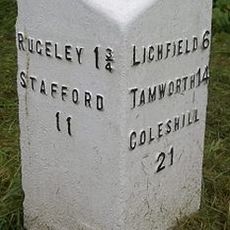 RUGELEY 1¾
STAFFORD
11
LICHFIELD 6
TAMWORTH 14
COLESHILL
21